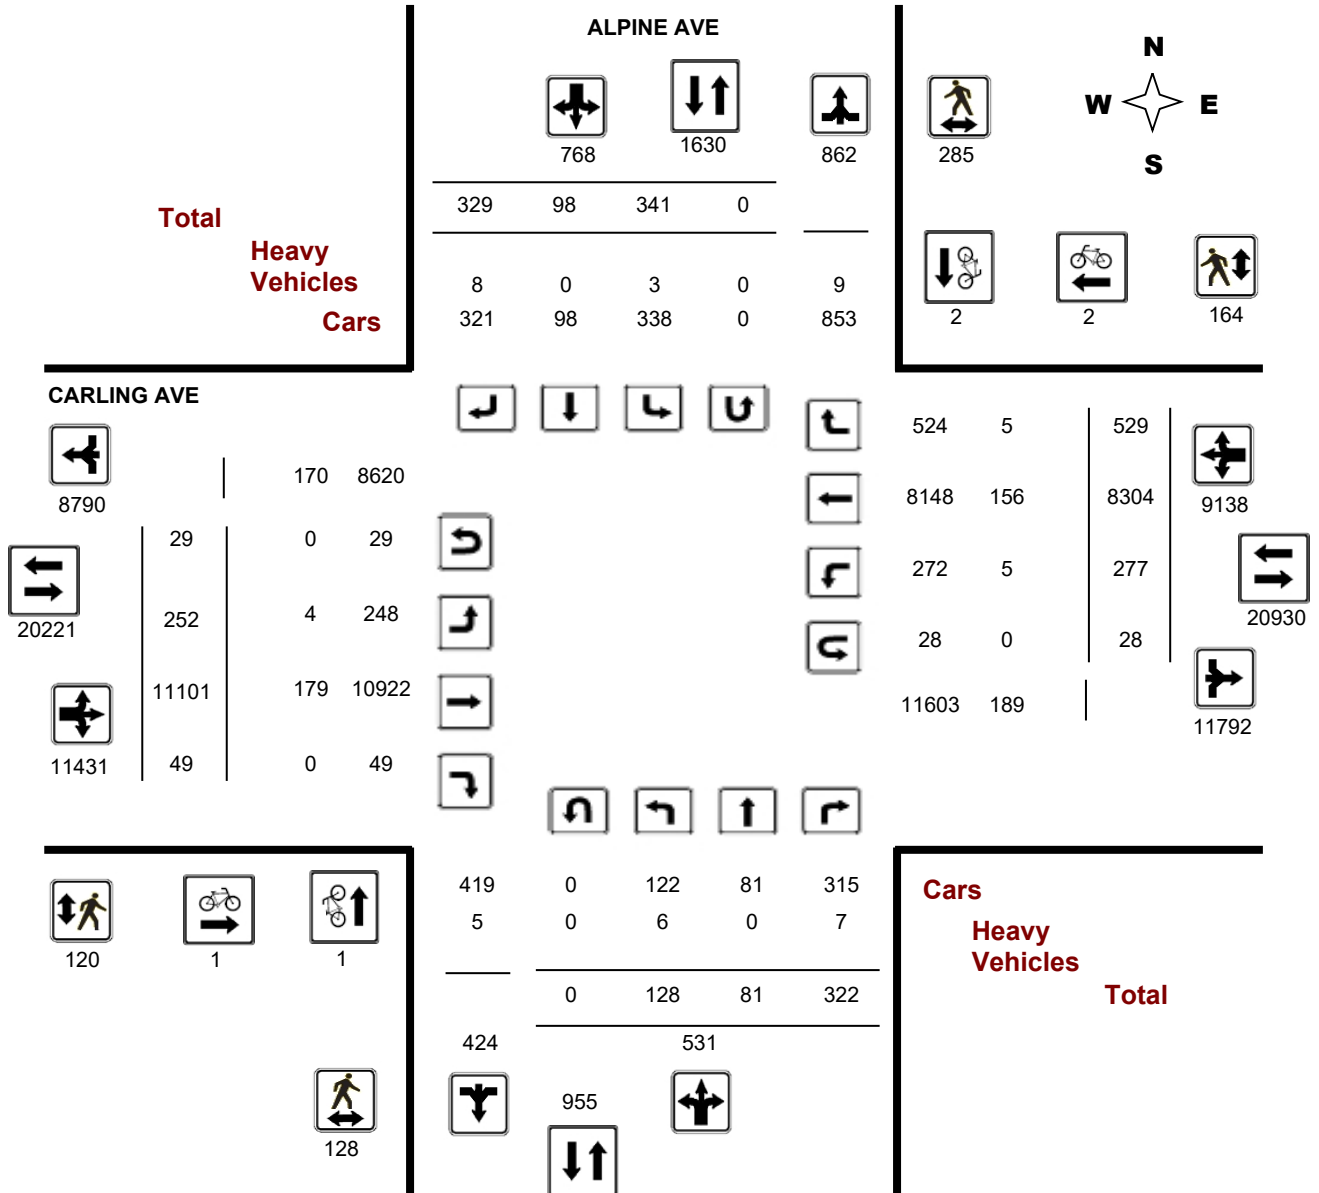 ALPINE AVE
N
W E
S
768 1630 862 285
Total
329 98 341 0
Heavy
Vehicles
8 0 3 0 9
Cars
321 98 338 0 853
2 2 164
CARLING AVE
524 5 529
170 8620
8790
8148 156 8304 9138
29 0 29
272 5 277
252 4 248
20221
20930
28 0 28
11101 179 10922
11603 189
11792
11431 49 0 49
419 0 122 81 315
Cars
5 0 6 0 7
Heavy
Vehicles
120 1 1
0 128 81 322
Total
424 531
955
128